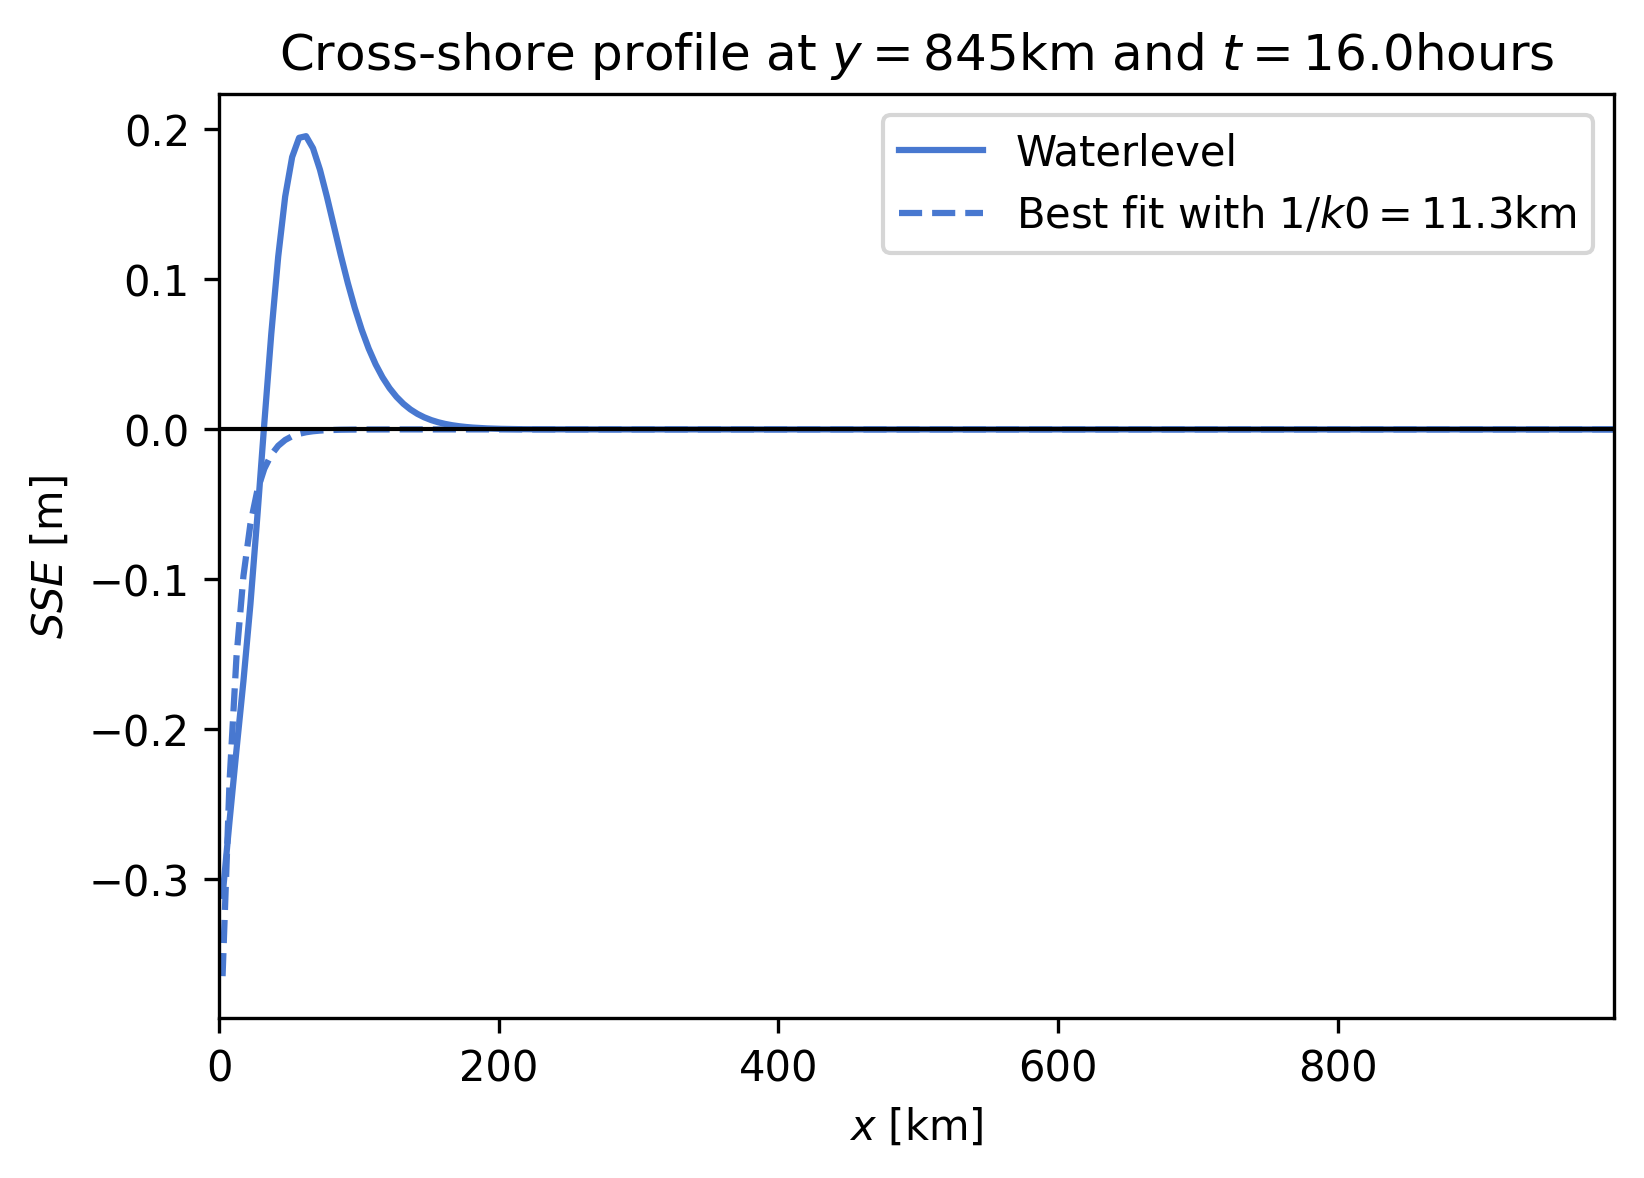 Cross-shore profile at y = 845km and t = 16.0hours
Waterlevel
Best fit with 1/k0 = 11.3km
0.2
0.1
0.0
−0.1
−0.2
−0.3
SSE [m]
0 200 400 600 800
x [km]